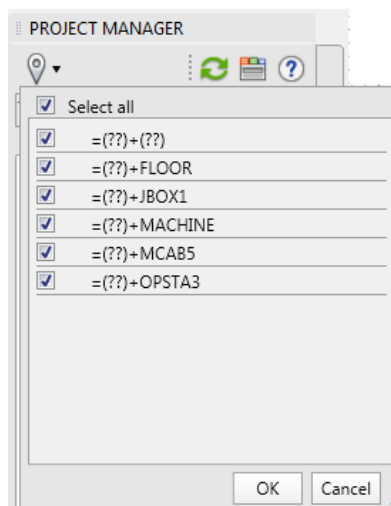 PROJECT MANAGER
?
Select all
=(??)+(??)
=(??)+FLOOR
=(??)+JBOX1
=(??)+MACHINE
=(??)+MCAB5
=(??)+OPSTA3
OK Cancel